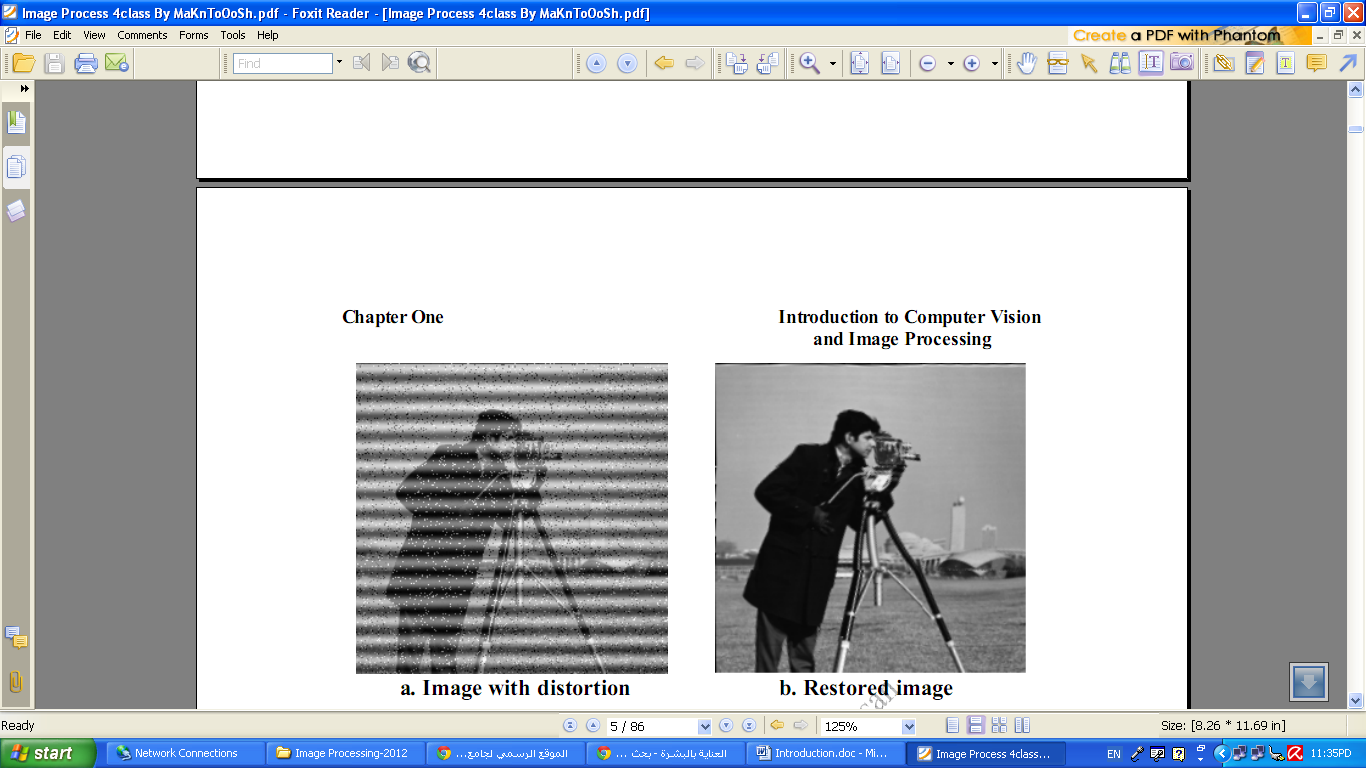 Image Process 4class By MaKnToOoSh.pdf - Foxit Reader - [Image Process 4class By MaKnToOoSh.pdf]
File Edit View Comments Forms Tools Help
Create a PDF with Phantom
Find
Chapter One
Introduction to Computer Vision
and Image Processing
a. Image with distortion
b. Restored image
Ready
5 / 86
125%
Size: [8.26 * 11.69 in]
start
Network Connections
Image Processing-2012
الموقع الرسمي لجامع...
العناية بالبشرة - بحث ...
Introduction.doc - Mi...
Image Process 4class...
EN
11:35PD